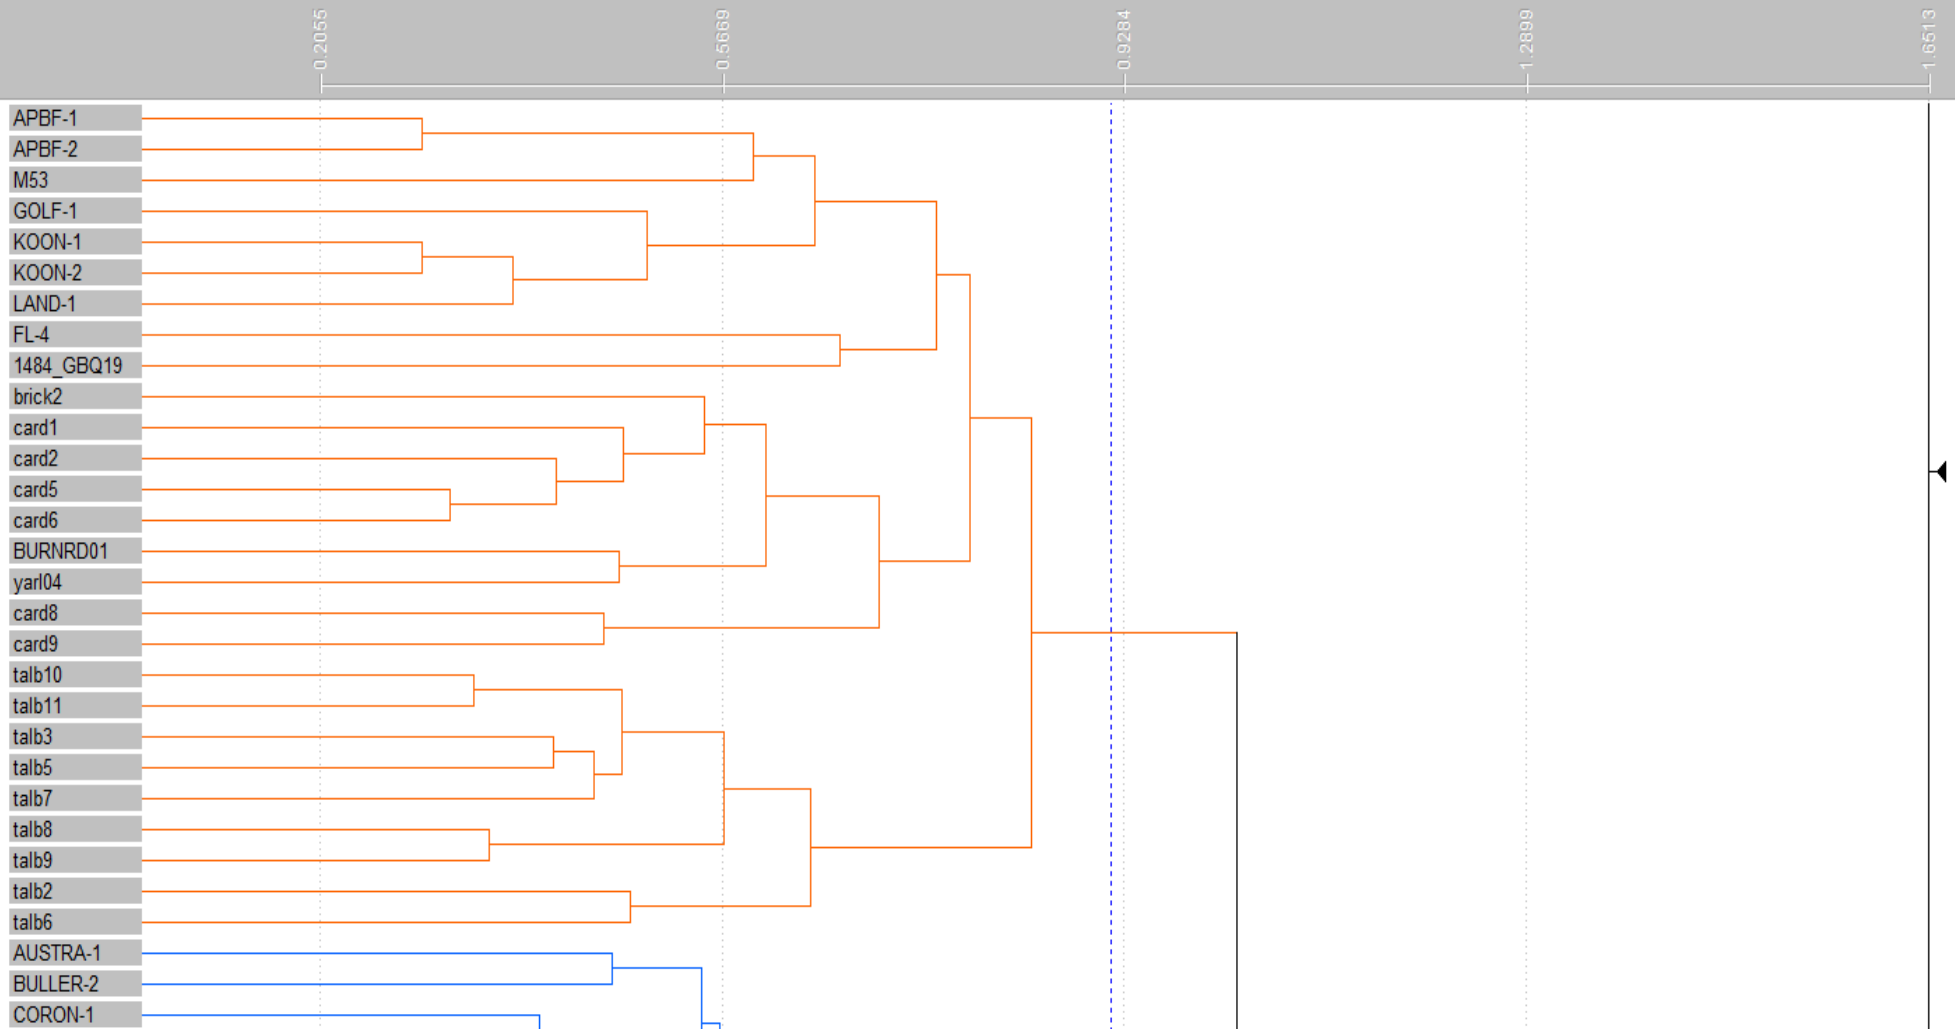 0.2055
0.5669
0.9284
1.2899
1.6513
APBF-1
APBF-2
M53
GOLF-1
KOON-1
KOON-2
LAND-1
FL-4
1484_GBQ19
brick2
card1
card2
card5
card6
BURNRD01
yarl04
card8
card9
talb10
talb11
talb3
talb5
talb7
talb8
talb9
talb2
talb6
AUSTRA-1
BULLER-2
CORON-1